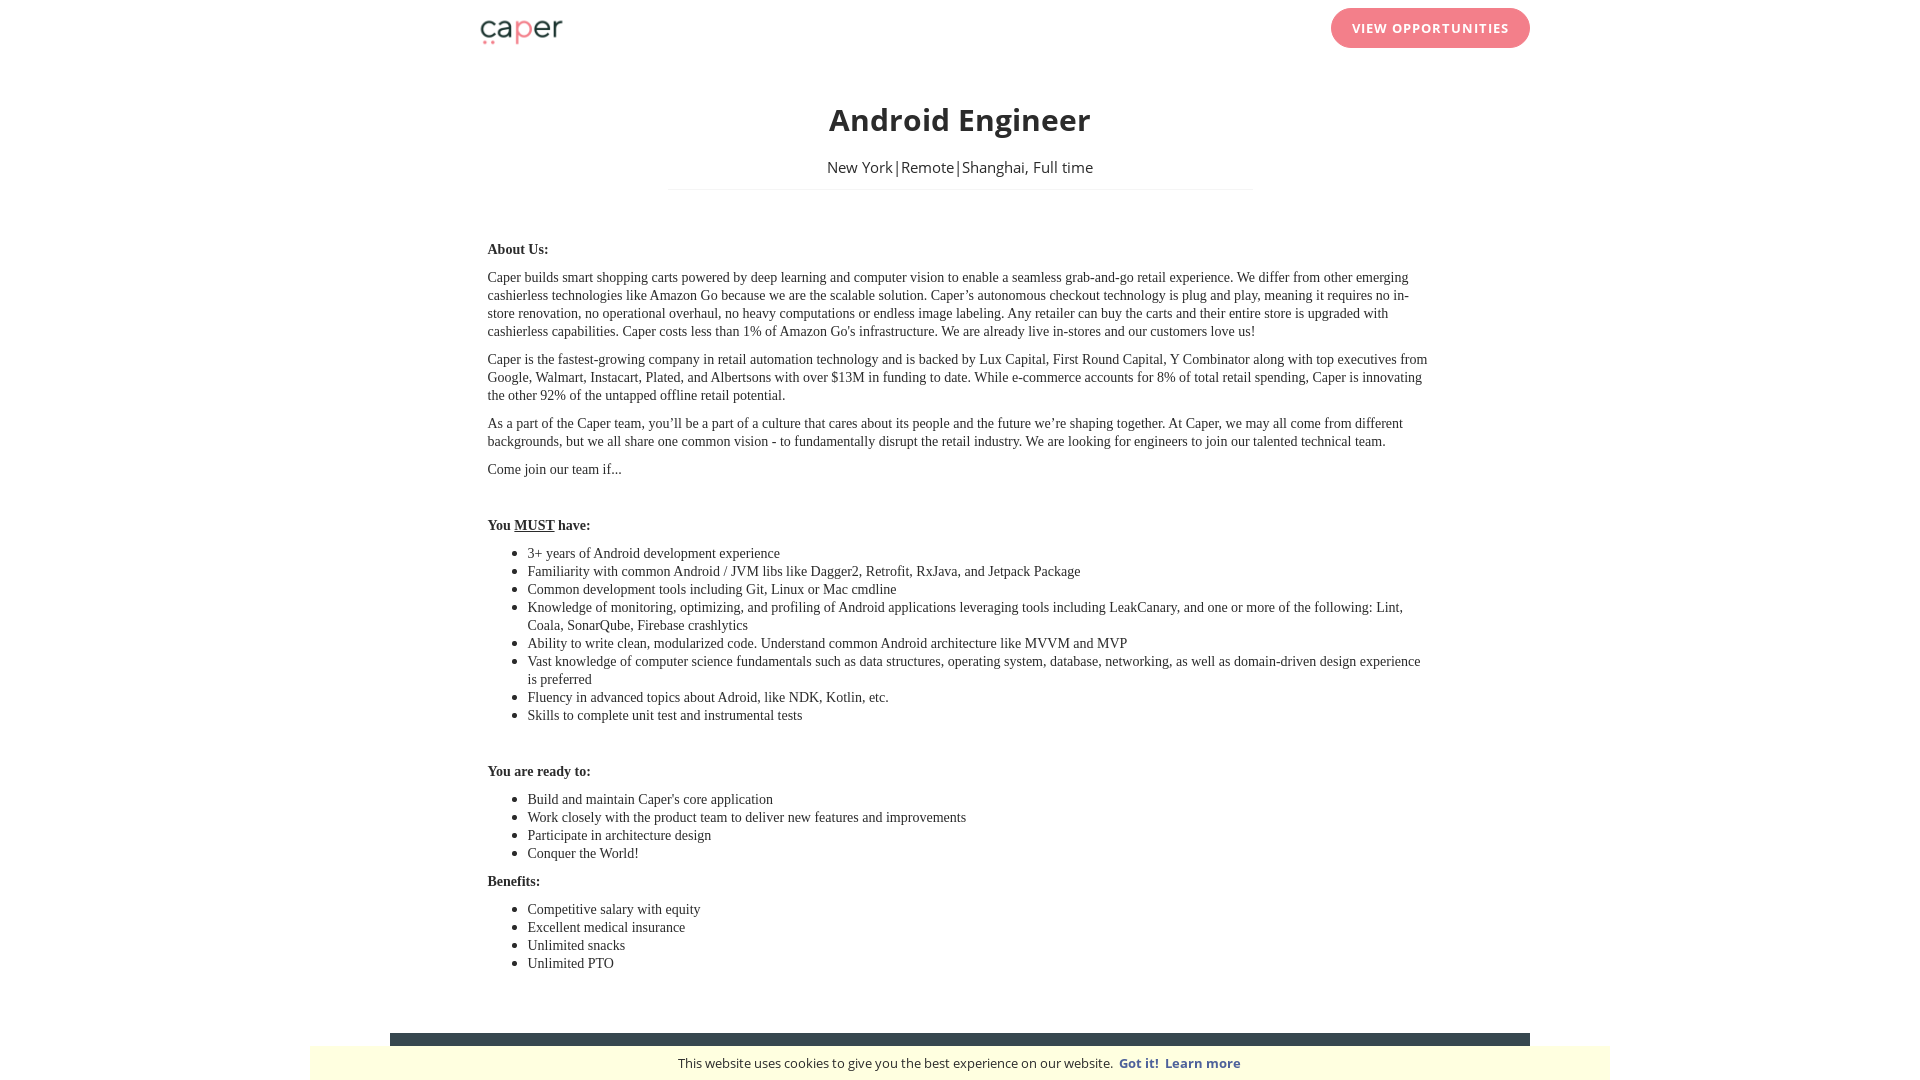 caper
VIEW OPPORTUNITIES
Android Engineer
New York|Remote|Shanghai, Full time
About Us:
Caper builds smart shopping carts powered by deep learning and computer vision to enable a seamless grab-and-go retail experience. We differ from other emerging
cashierless technologies like Amazon Go because we are the scalable solution. Caper’s autonomous checkout technology is plug and play, meaning it requires no in-
store renovation, no operational overhaul, no heavy computations or endless image labeling. Any retailer can buy the carts and their entire store is upgraded with
cashierless capabilities. Caper costs less than 1% of Amazon Go's infrastructure. We are already live in-stores and our customers love us!
Caper is the fastest-growing company in retail automation technology and is backed by Lux Capital, First Round Capital, Y Combinator along with top executives from
Google, Walmart, Instacart, Plated, and Albertsons with over $13M in funding to date. While e-commerce accounts for 8% of total retail spending, Caper is innovating
the other 92% of the untapped offline retail potential.
As a part of the Caper team, you’ll be a part of a culture that cares about its people and the future we’re shaping together. At Caper, we may all come from different
backgrounds, but we all share one common vision - to fundamentally disrupt the retail industry. We are looking for engineers to join our talented technical team.
Come join our team if...
You MUST have:
• 3+ years of Android development experience
• Familiarity with common Android / JVM libs like Dagger2, Retrofit, RxJava, and Jetpack Package
• Common development tools including Git, Linux or Mac cmdline
• Knowledge of monitoring, optimizing, and profiling of Android applications leveraging tools including LeakCanary, and one or more of the following: Lint,
Coala, SonarQube, Firebase crashlytics
• Ability to write clean, modularized code. Understand common Android architecture like MVVM and MVP
• Vast knowledge of computer science fundamentals such as data structures, operating system, database, networking, as well as domain-driven design experience
is preferred
• Fluency in advanced topics about Adroid, like NDK, Kotlin, etc.
• Skills to complete unit test and instrumental tests
You are ready to:
• Build and maintain Caper's core application
• Work closely with the product team to deliver new features and improvements
• Participate in architecture design
• Conquer the World!
Benefits:
• Competitive salary with equity
• Excellent medical insurance
• Unlimited snacks
• Unlimited PTO
This website uses cookies to give you the best experience on our website. Got it! Learn more